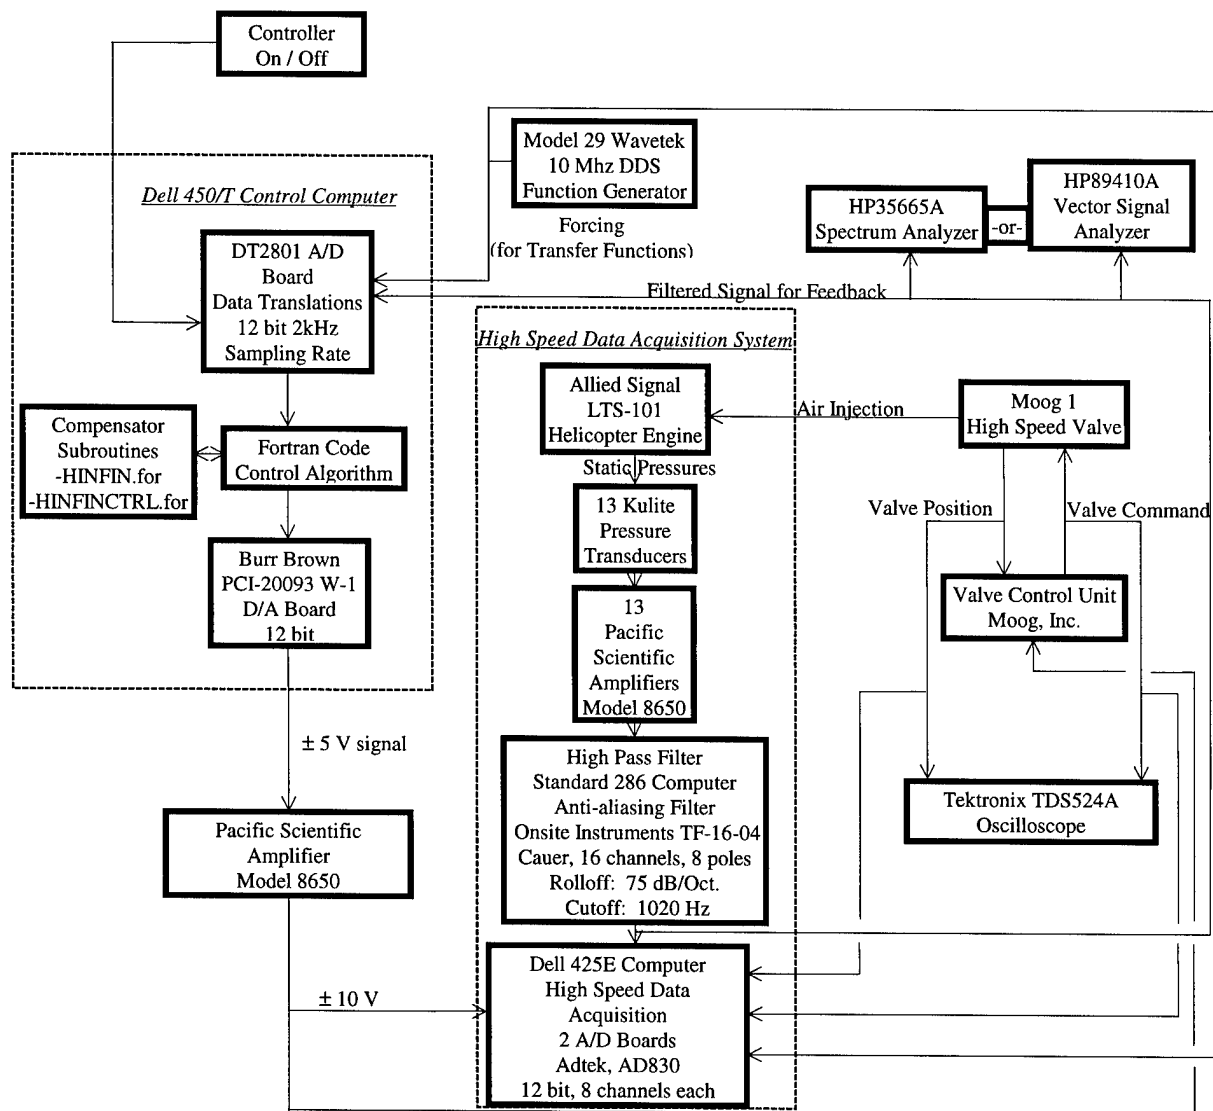 Controller
On / Off
Model 29 Wavetek
10 Mhz DDS
Function Generator
Forcing
(for Transfer Functions)
HP35665A
Spectrum Analyzer
-or-
HP89410A
Vector Signal
Analyzer
Dell 450/T Control Computer
DT2801 A/D
Board
Data Translations
12 bit 2kHz
Sampling Rate
Filtered Signal for Feedback
High Speed Data Acquisition System
Compensator
Subroutines
-HINFIN.for
-HINFINCTRL.for
Fortran Code
Control Algorithm
Burr Brown
PCI-20093 W-1
D/A Board
12 bit
± 5 V signal
Pacific Scientific
Amplifier
Model 8650
± 10 V
Allied Signal
LTS-101
Helicopter Engine
Static Pressures
13 Kulite
Pressure
Transducers
13
Pacific
Scientific
Amplifiers
Model 8650
High Pass Filter
Standard 286 Computer
Anti-aliasing Filter
Onsite Instruments TF-16-04
Cauer, 16 channels, 8 poles
Rolloff: 75 dB/Oct.
Cutoff: 1020 Hz
Dell 425E Computer
High Speed Data
Acquisition
2 A/D Boards
Adtek, AD830
12 bit, 8 channels each
Air Injection
Moog 1
High Speed Valve
Valve Position
Valve Command
Valve Control Unit
Moog, Inc.
Tektronix TDS524A
Oscilloscope